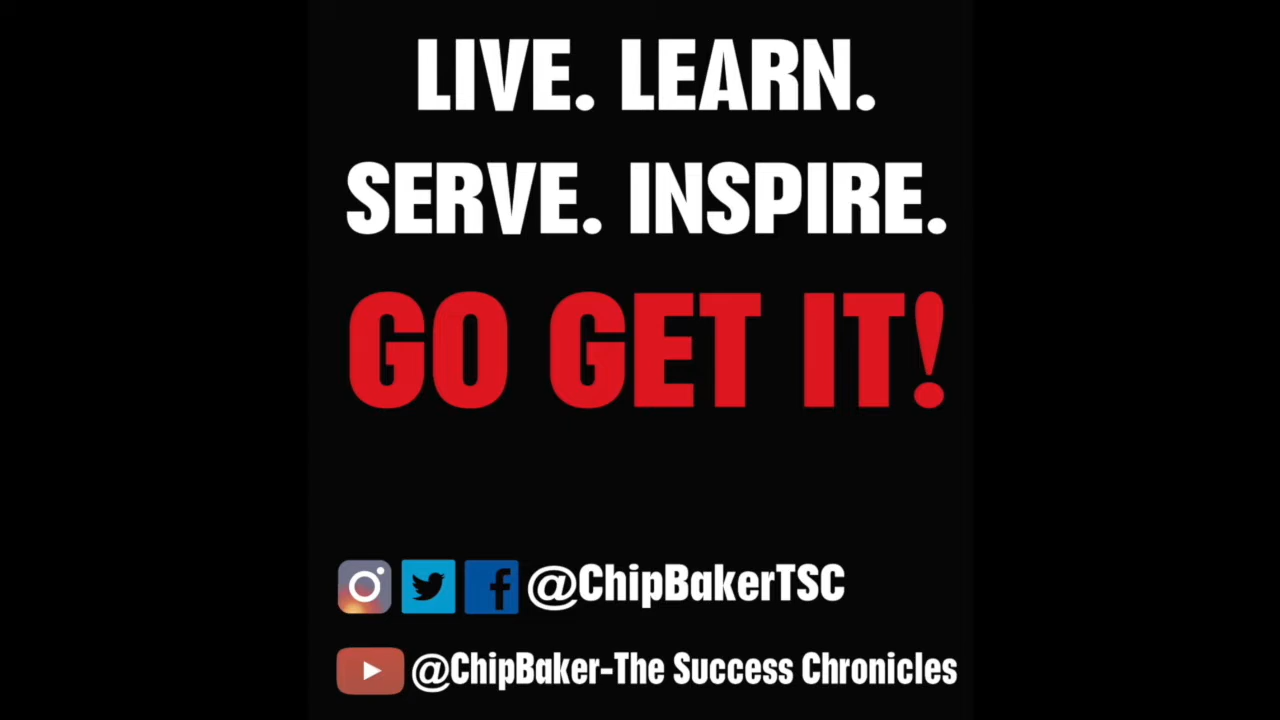 LIVE. LEARN.
SERVE. INSPIRE.
GO GET IT!
@ChipBakerTSC
@ChipBaker-The Success Chronicles